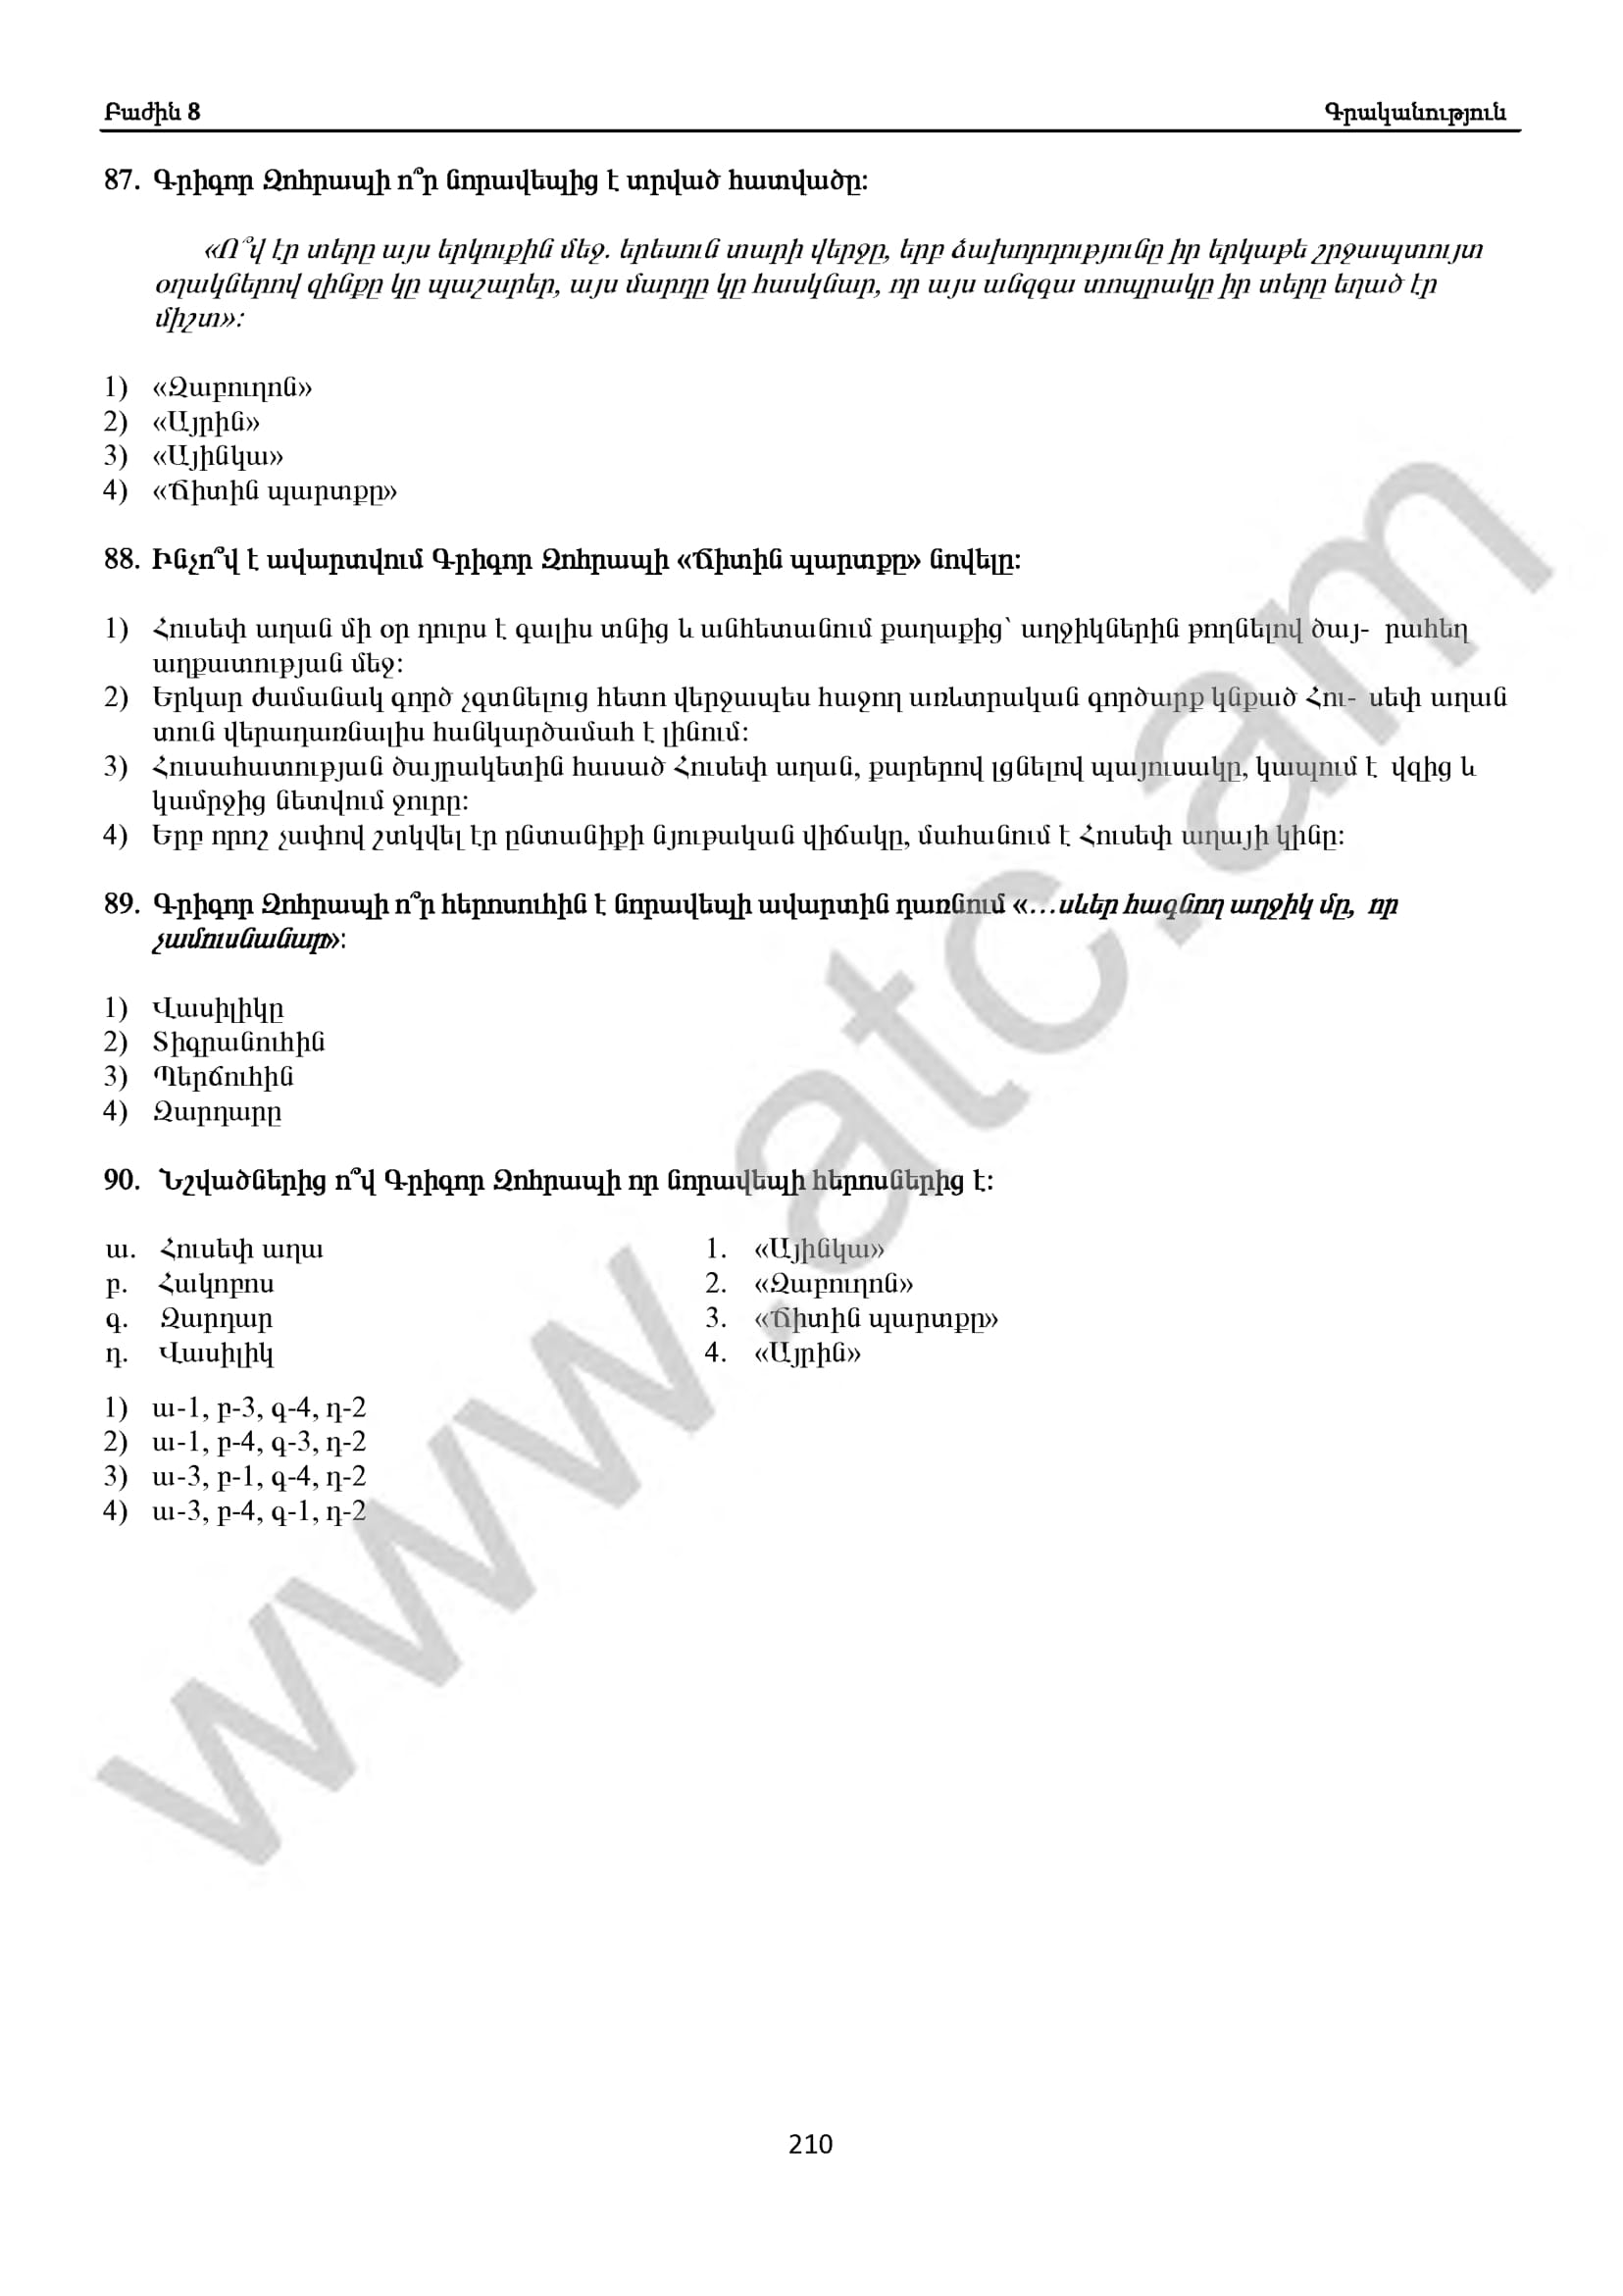 Բաժին 8 Գրականություն
87. Գրիգոր Զոհրապի ո՞ր նորավեպից է տրված հատվածը:
«Ո՞վ էր տերը այս երկուքին մեջ. երեսուն տարի վերջը, երբ ձախորդությունը իր երկաթե շրջապտույտ
օղակներով զինքը կը պաշարեր, այս մարդը կը հասկնար, որ այս անզգա տոպրակը իր տերը եղած էր
միշտ»:
1) «Զաբուղոն»
2) «Այրին»
3) «Այինկա»
4) «Ճիտին պարտքը»
88. Ինչո՞վ է ավարտվում Գրիգոր Զոհրապի «Ճիտին պարտքը» նովելը:
1) Հուսեփ աղան մի օր դուրս է գալիս տնից և անհետանում քաղաքից՝ աղջիկներին թողնելով ծայ- րահեղ
աղքատության մեջ:
2) Երկար ժամանակ գործ չգտնելուց հետո վերջապես հաջող առևտրական գործարք կնքած Հու- սեփ աղան
տուն վերադառնալիս հանկարծամահ է լինում:
3) Հուսահատության ծայրակետին հասած Հուսեփ աղան, քարերով լցնելով պայուսակը, կապում է վզից և
կամրջից նետվում ջուրը:
4) Երբ որոշ չափով շտկվել էր ընտանիքի նյութական վիճակը, մահանում է Հուսեփ աղայի կինը:
89. Գրիգոր Զոհրապի ո՞ր հերոսուհին է նորավեպի ավարտին դառնում «…սևեր հագնող աղջիկ մը, որ
չամուսնանար»:
1) Վասիլիկը
2) Տիգրանուհին
3) Պերճուհին
4) Զարդարը
90. Նշվածներից ո՞վ Գրիգոր Զոհրապի որ նորավեպի հերոսներից է:
ա. Հուսեփ աղա 1. «Այինկա»
բ. Հակոբոս 2. «Զաբուղոն»
գ. Զարդար 3. «Ճիտին պարտքը»
դ. Վասիլիկ 4. «Այրին»
1) ա-1, բ-3, գ-4, դ-2
2) ա-1, բ-4, գ-3, դ-2
3) ա-3, բ-1, գ-4, դ-2
4) ա-3, բ-4, գ-1, դ-2
www.atc.am
210